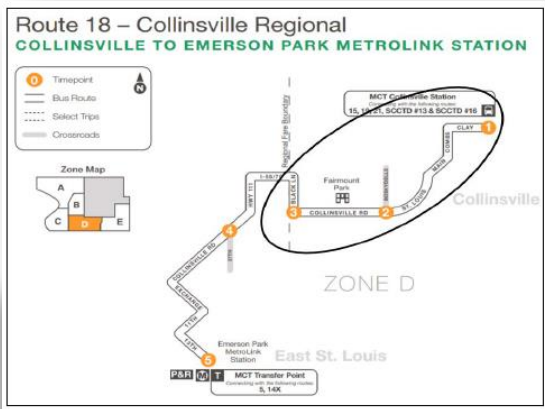 Route 18 – Collinsville Regional
COLLINSVILLE TO EMERSON PARK METROLINK STATION
0 Timepoint
Bus Route
Select Trips
Crossroads
N
Zone Map
A
B
C
D
E
Regional Fare Boundary
MCT Collinsville Station
Connecting with the following routes:
15, 19, 21, SCCTD #13 & SCCTD #16
CLAY
1
COMBS
MAIN
ST. LOUIS
Collinsville
Fairmount
Park
BLACK LN
3
COLLINSVILLE RD
2
HWY 111
4
COLLINSVILLE RD
EXCHANGE
ZONE D
Emerson Park
MetroLink
Station
5
East St. Louis
P&R M T
MCT Transfer Point
Connecting with the following routes:
5, 14X